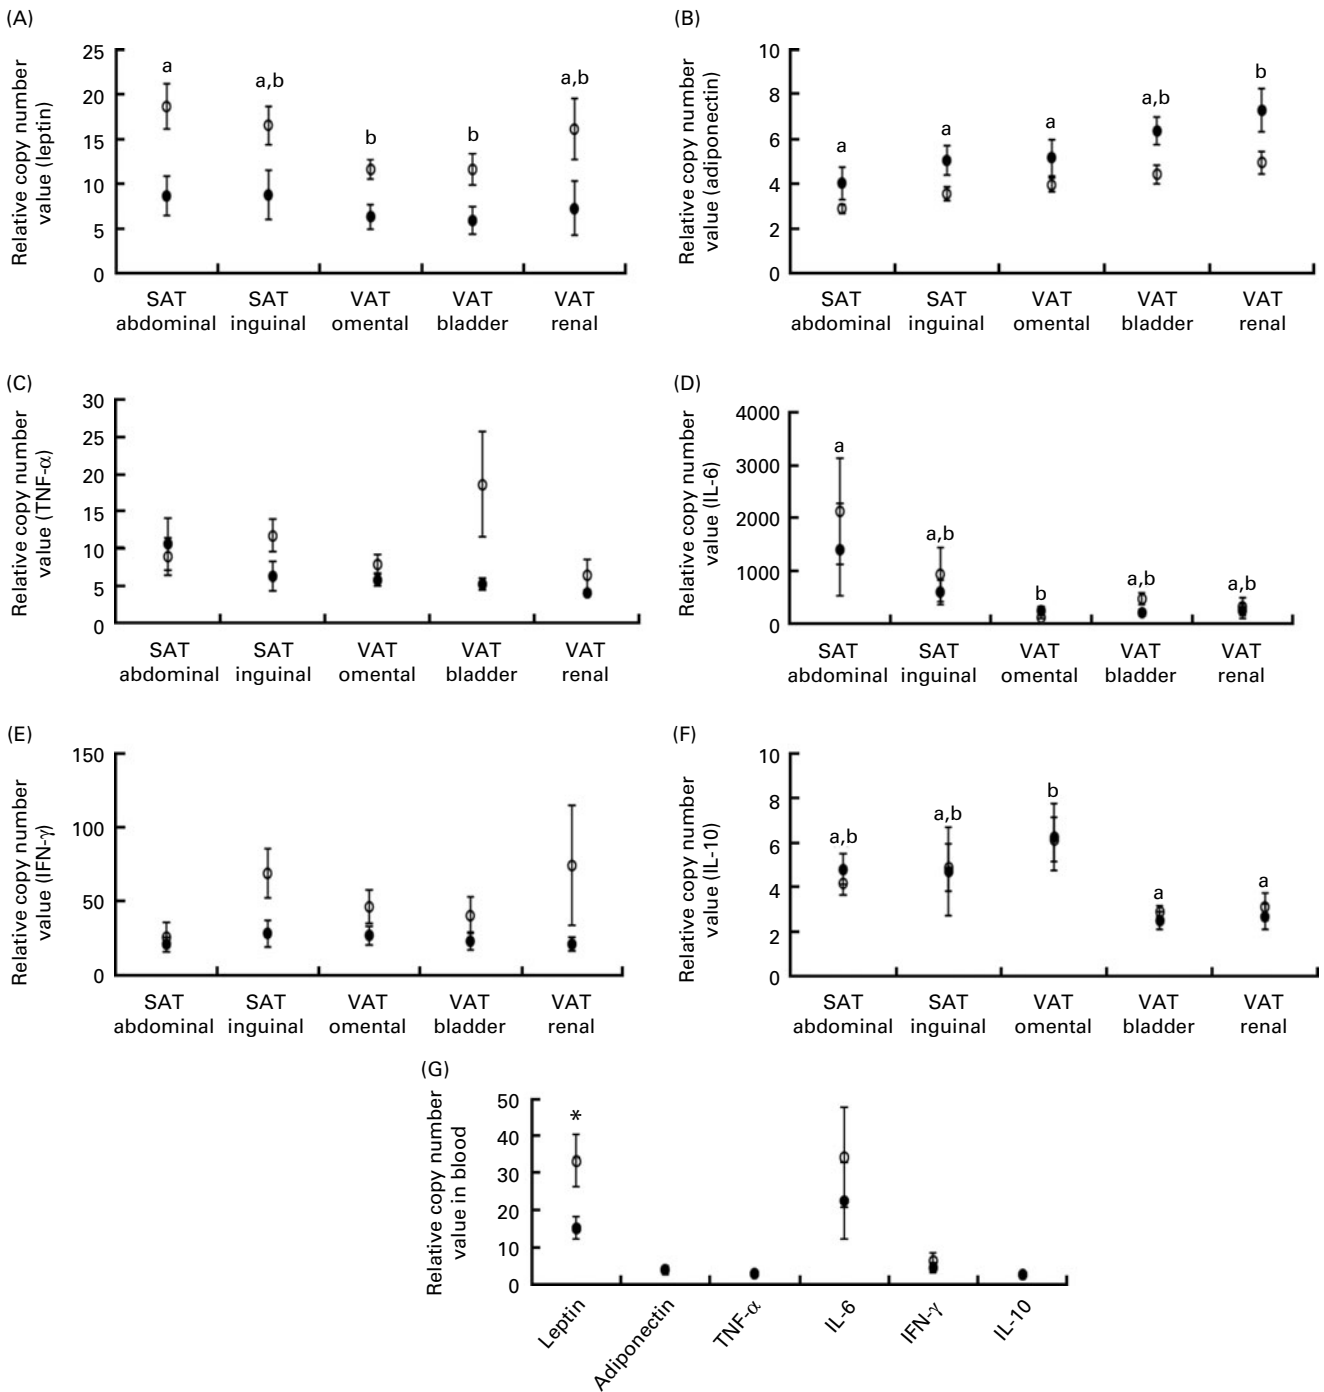 (A)
Relative copy number
value (leptin)
25
20
15
10
5
0
a
a,b
b
b
a,b
SAT
abdominal
SAT
inguinal
VAT
omental
VAT
bladder
VAT
renal
(B)
Relative copy number
value (adiponectin)
10
8
6
4
2
0
a
a
a
a,b
b
SAT
abdominal
SAT
inguinal
VAT
omental
VAT
bladder
VAT
renal
(C)
Relative copy number
value (TNF-α)
30
25
20
15
10
5
0
SAT
abdominal
SAT
inguinal
VAT
omental
VAT
bladder
VAT
renal
(D)
Relative copy number
value (IL-6)
4000
3000
2000
1000
0
a
a,b
b
a,b
a,b
SAT
abdominal
SAT
inguinal
VAT
omental
VAT
bladder
VAT
renal
(E)
Relative copy number
value (IFN-γ)
150
100
50
0
SAT
abdominal
SAT
inguinal
VAT
omental
VAT
bladder
VAT
renal
(F)
Relative copy number
value (IL-10)
10
8
6
4
2
0
a,b
a,b
b
a
a
SAT
abdominal
SAT
inguinal
VAT
omental
VAT
bladder
VAT
renal
(G)
Relative copy number
value in blood
50
40
30
20
10
0
*
Leptin
Adiponectin
TNF-α
IL-6
IFN-γ
IL-10